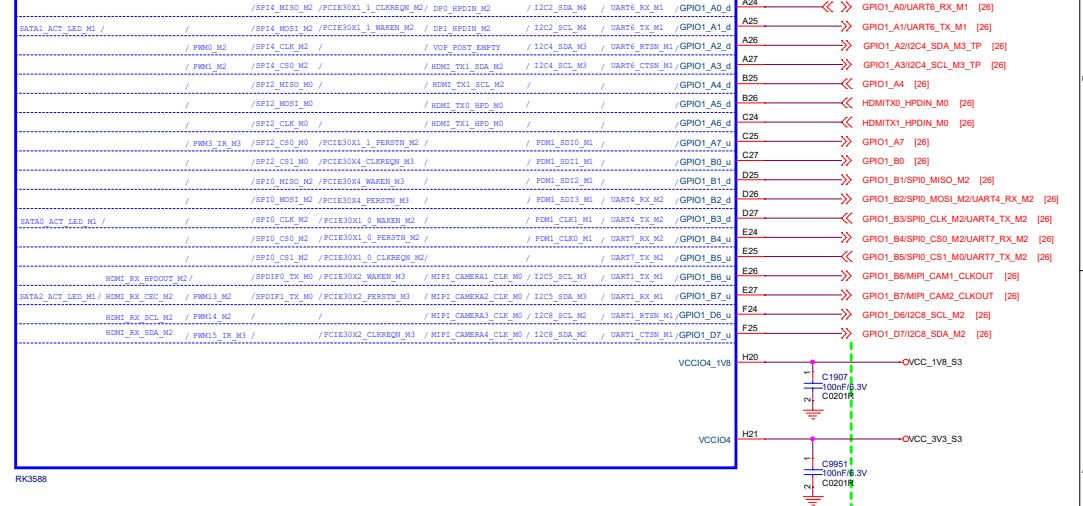 /SPI4_MISO_M2 /PCIE30X1_1_CLKREQN_M2/ DP0_HPDIN_M2 / I2C2_SDA_M4 / UART6_RX_M1 /GPIO1_A0_d A24 GPIO1_A0/UART6_RX_M1 [26]
SATA1_ACT_LED_M1 / /SPI4_MOSI_M2 /PCIE30X1_1_WAKEN_M2 / DP1_HPDIN_M2 / I2C2_SCL_M4 / UART6_TX_M1 /GPIO1_A1_d A25 GPIO1_A1/UART6_TX_M1 [26]
/ PWM0_M2 /SPI4_CLK_M2 / / VOP_POST_EMPTY / I2C4_SDA_M3 / UART6_RTSN_M1/GPIO1_A2_d A26 GPIO1_A2/I2C4_SDA_M3_TP [26]
/ PWM1_M2 /SPI4_CS0_M2 / / HDMI_TX1_SDA_M2 / I2C4_SCL_M3 / UART6_CTSN_M1/GPIO1_A3_d A27 GPIO1_A3/I2C4_SCL_M3_TP [26]
/ /SPI2_MISO_M0 / / HDMI_TX1_SCL_M2 / / /GPIO1_A4_d B25 GPIO1_A4 [26]
/ /SPI2_MOSI_M0 / HDMI_TX0_HPD_M0 / / /GPIO1_A5_d B26 HDMITX0_HPDIN_M0 [26]
/ /SPI2_CLK_M0 / / HDMI_TX1_HPD_M0 / / /GPIO1_A6_d C24 HDMITX1_HPDIN_M0 [26]
/ PWM3_IR_M3 /SPI2_CS0_M0 /PCIE30X1_1_PERSTN_M2 / / PDM1_SDI0_M1 / /GPIO1_A7_u C25 GPIO1_A7 [26]
/ /SPI2_CS1_M0 /PCIE30X4_CLKREQN_M3 / / PDM1_SDI1_M1 / /GPIO1_B0_u C27 GPIO1_B0 [26]
/ /SPI0_MISO_M2 /PCIE30X4_WAKEN_M3 / / PDM1_SDI2_M1 / /GPIO1_B1_d D25 GPIO1_B1/SPI0_MISO_M2 [26]
/ /SPI0_MOSI_M2 /PCIE30X4_PERSTN_M3 / / PDM1_SDI3_M1 / UART4_RX_M2 /GPIO1_B2_d D26 GPIO1_B2/SPI0_MOSI_M2/UART4_RX_M2 [26]
SATA0_ACT_LED_M1 / / /SPI0_CLK_M2 /PCIE30X1_0_WAKEN_M2 / / PDM1_CLK1_M1 / UART4_TX_M2 /GPIO1_B3_d D27 GPIO1_B3/SPI0_CLK_M2/UART4_TX_M2 [26]
/ /SPI0_CS0_M2 /PCIE30X1_0_PERSTN_M2 / / PDM1_CLK0_M1 / UART7_RX_M2 /GPIO1_B4_u E24 GPIO1_B4/SPI0_CS0_M2/UART7_RX_M2 [26]
/ /SPI0_CS1_M2 /PCIE30X1_0_CLKREQN_M2/ / UART7_TX_M2 /GPIO1_B5_u E25 GPIO1_B5/SPI0_CS1_M0/UART7_TX_M2 [26]
HDMI_RX_HPDOUT_M2/ /SPDIF0_TX_M0 /PCIE30X2_WAKEN_M3 / MIPI_CAMERA1_CLK_M0 / I2C5_SCL_M3 / UART1_TX_M1 /GPIO1_B6_u E26 GPIO1_B6/MIPI_CAM1_CLKOUT [26]
SATA2_ACT_LED_M1 / HDMI_RX_CEC_M2 / PWM13_M2 /SPDIF1_TX_M0 /PCIE30X2_PERSTN_M3 / MIPI_CAMERA2_CLK_M0 / I2C5_SDA_M3 / UART1_RX_M1 /GPIO1_B7_u E27 GPIO1_B7/MIPI_CAM2_CLKOUT [26]
HDMI_RX_SCL_M2 / PWM14_M2 / / / MIPI_CAMERA3_CLK_M0 / I2C8_SCL_M2 / UART1_RTSN_M1/GPIO1_D6_u F24 GPIO1_D6/I2C8_SCL_M2 [26]
HDMI_RX_SDA_M2 / PWM15_IR_M3 / /PCIE30X2_CLKREQN_M3 / MIPI_CAMERA4_CLK_M0 / I2C8_SDA_M2 / UART1_CTSN_M1/GPIO1_D7_u F25 GPIO1_D7/I2C8_SDA_M2 [26]
VCCIO4_1V8 H20 VCC_1V8_S3
1
C1907
100nF/6.3V
2 C0201R
VCCIO4 H21 VCC_3V3_S3
1
C9951
100nF/6.3V
2 C0201R
RK3588